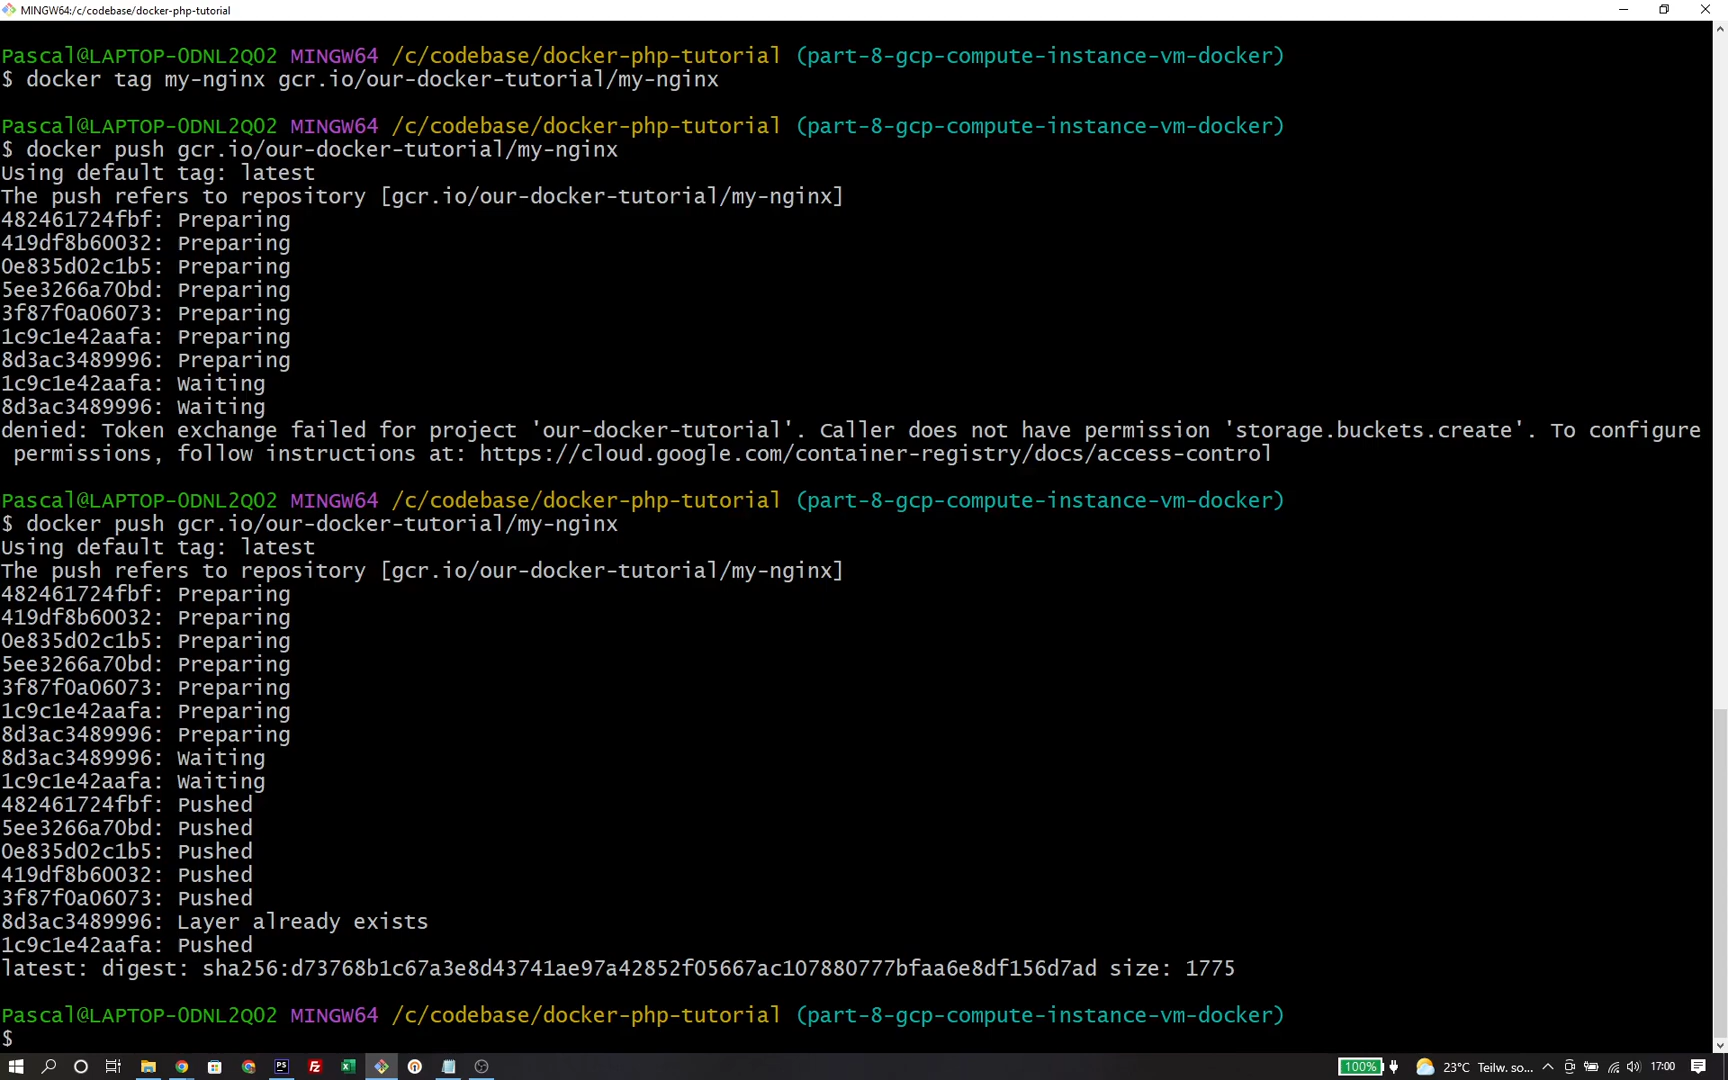 MINGW64:/c/codebase/docker-php-tutorial
Pascal@LAPTOP-0DNL2Q02 MINGW64 /c/codebase/docker-php-tutorial (part-8-gcp-compute-instance-vm-docker)
$ docker tag my-nginx gcr.io/our-docker-tutorial/my-nginx
Pascal@LAPTOP-0DNL2Q02 MINGW64 /c/codebase/docker-php-tutorial (part-8-gcp-compute-instance-vm-docker)
$ docker push gcr.io/our-docker-tutorial/my-nginx
Using default tag: latest
The push refers to repository [gcr.io/our-docker-tutorial/my-nginx]
482461724fbf: Preparing
419df8b60032: Preparing
0e835d02c1b5: Preparing
5ee3266a70bd: Preparing
3f87f0a06073: Preparing
1c9c1e42aafa: Preparing
8d3ac3489996: Preparing
1c9c1e42aafa: Waiting
8d3ac3489996: Waiting
denied: Token exchange failed for project 'our-docker-tutorial'. Caller does not have permission 'storage.buckets.create'. To configure
permissions, follow instructions at: https://cloud.google.com/container-registry/docs/access-control
Pascal@LAPTOP-0DNL2Q02 MINGW64 /c/codebase/docker-php-tutorial (part-8-gcp-compute-instance-vm-docker)
$ docker push gcr.io/our-docker-tutorial/my-nginx
Using default tag: latest
The push refers to repository [gcr.io/our-docker-tutorial/my-nginx]
482461724fbf: Preparing
419df8b60032: Preparing
0e835d02c1b5: Preparing
5ee3266a70bd: Preparing
3f87f0a06073: Preparing
1c9c1e42aafa: Preparing
8d3ac3489996: Preparing
8d3ac3489996: Waiting
1c9c1e42aafa: Waiting
482461724fbf: Pushed
5ee3266a70bd: Pushed
0e835d02c1b5: Pushed
419df8b60032: Pushed
3f87f0a06073: Pushed
8d3ac3489996: Layer already exists
1c9c1e42aafa: Pushed
latest: digest: sha256:d73768b1c67a3e8d43741ae97a42852f05667ac107880777bfaa6e8df156d7ad size: 1775
Pascal@LAPTOP-0DNL2Q02 MINGW64 /c/codebase/docker-php-tutorial (part-8-gcp-compute-instance-vm-docker)
$
100% 23°C Teilw. so... 17:00